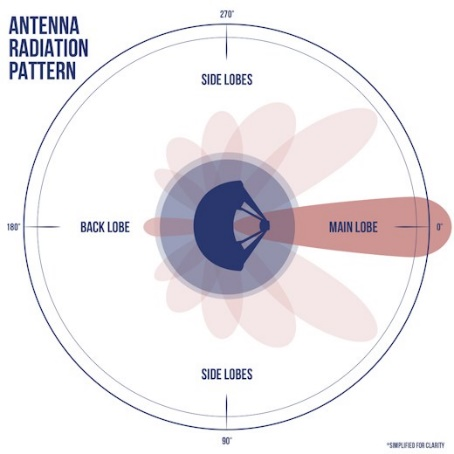 ANTENNA
RADIATION
PATTERN
270°
SIDE LOBES
180°
BACK LOBE
MAIN LOBE
0°
SIDE LOBES
90°
*SIMPLIFIED FOR CLARITY